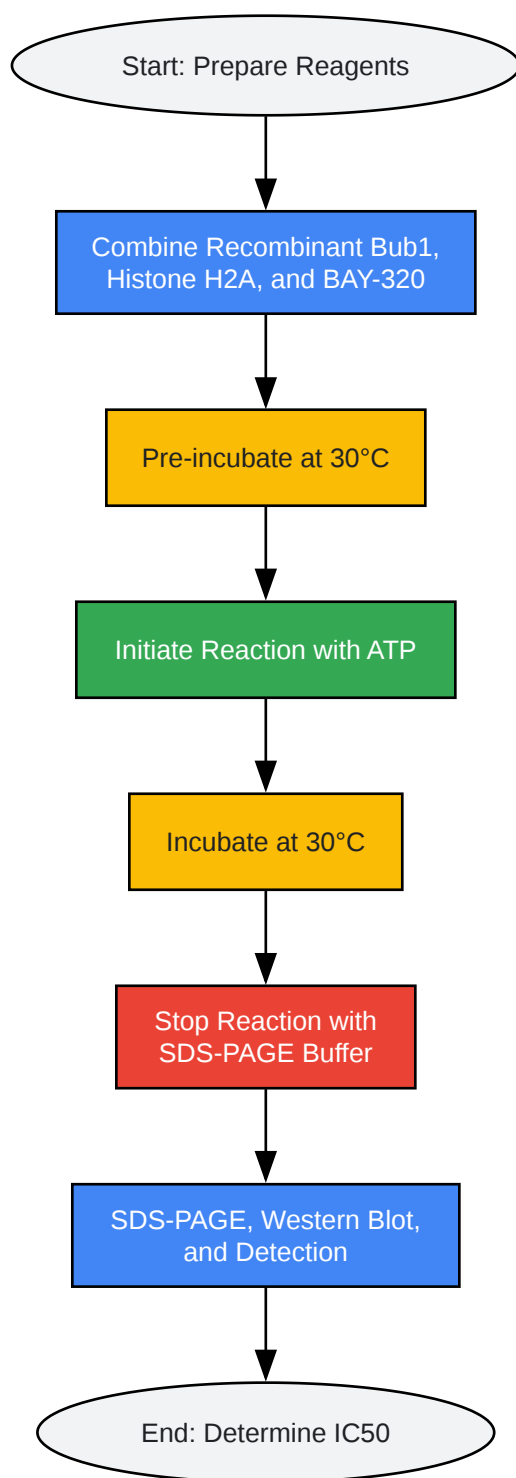 Start: Prepare Reagents
Combine Recombinant Bub1,
Histone H2A, and BAY-320
Pre-incubate at 30°C
Initiate Reaction with ATP
Incubate at 30°C
Stop Reaction with
SDS-PAGE Buffer
SDS-PAGE, Western Blot,
and Detection
End: Determine IC50